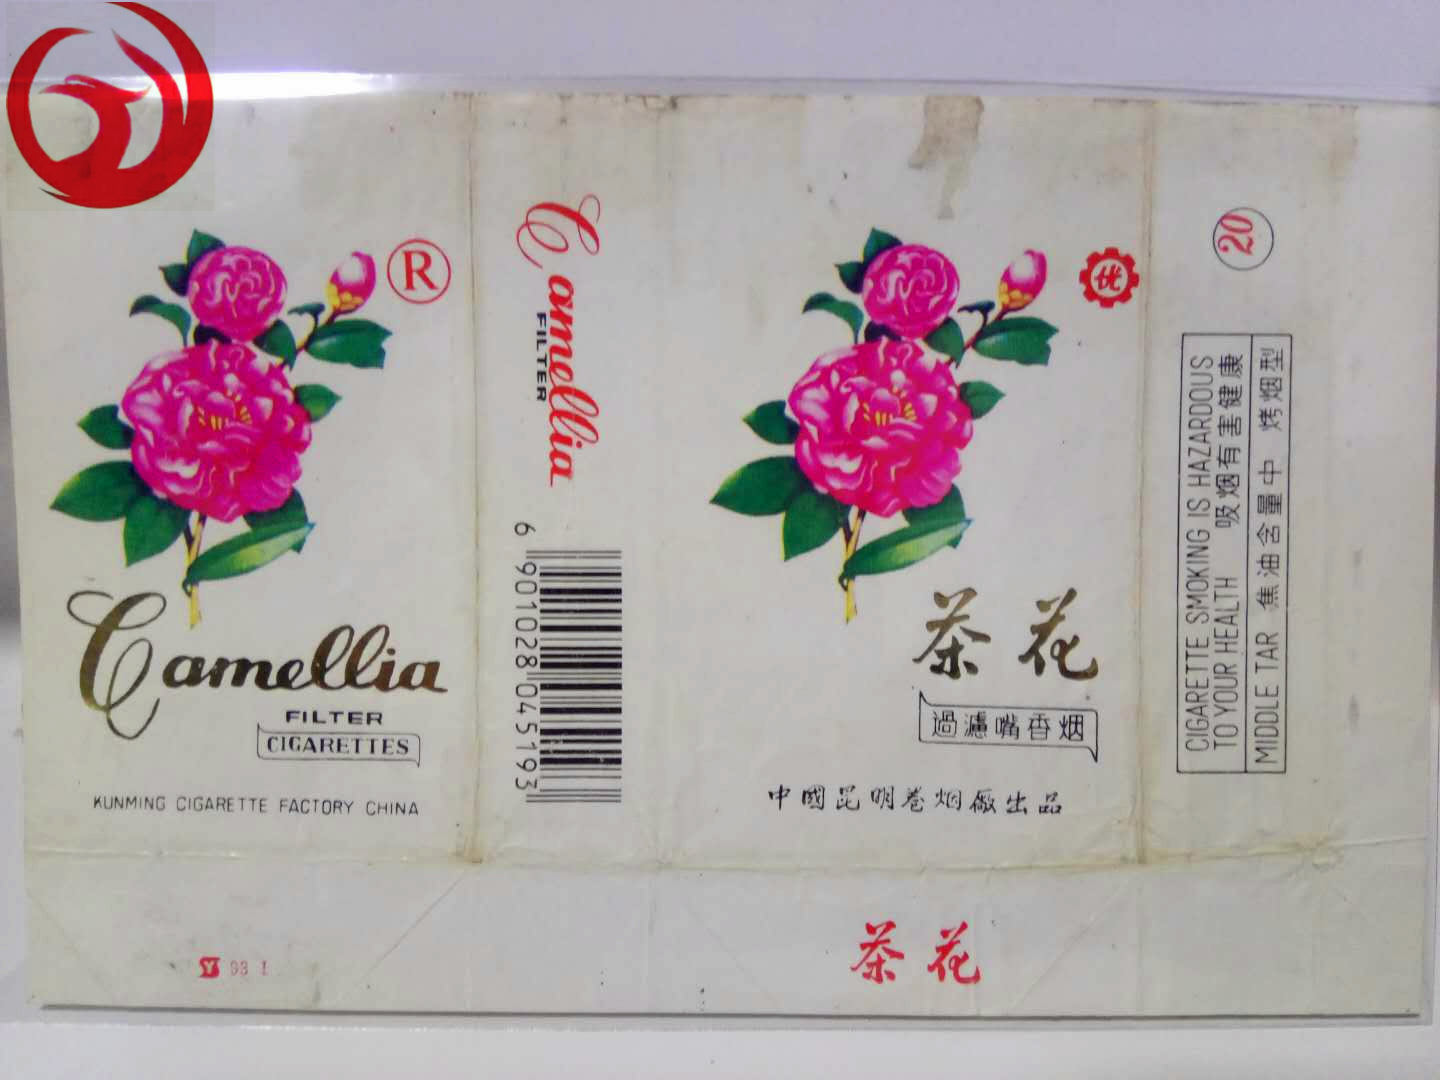 ®
Camellia
FILTER
CIGARETTES
KUNMING CIGARETTE FACTORY CHINA
93 I
Camellia
FILTER
6 901028 045193
优
茶花
過濾嘴香烟
中國昆明卷烟廠出品
茶花
20
CIGARETTE SMOKING IS HAZARDOUS
TO YOUR HEALTH 吸烟有害健康
MIDDLE TAR 焦油含量中 烤烟型